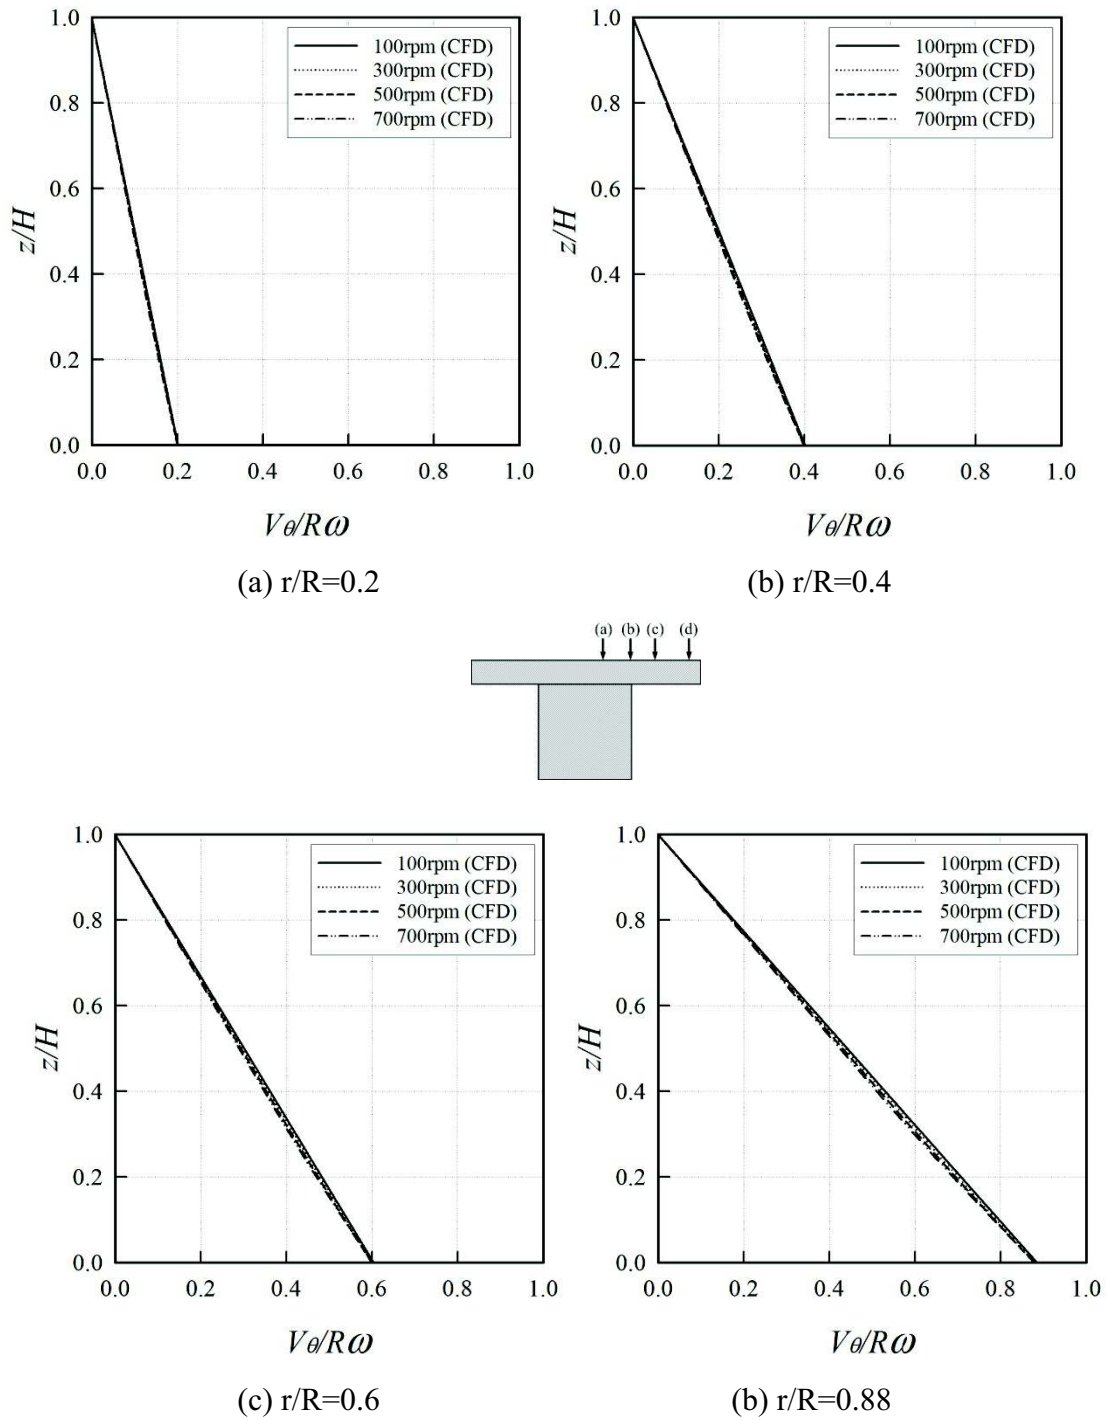 1.0
0.8
0.6
0.4
0.2
0.0
z/H
100rpm (CFD)
300rpm (CFD)
500rpm (CFD)
700rpm (CFD)
0.0 0.2 0.4 0.6 0.8 1.0
Vθ/Rω
(a) r/R=0.2
1.0
0.8
0.6
0.4
0.2
0.0
z/H
100rpm (CFD)
300rpm (CFD)
500rpm (CFD)
700rpm (CFD)
0.0 0.2 0.4 0.6 0.8 1.0
Vθ/Rω
(b) r/R=0.4
(a) (b) (c) (d)
1.0
0.8
0.6
0.4
0.2
0.0
z/H
100rpm (CFD)
300rpm (CFD)
500rpm (CFD)
700rpm (CFD)
0.0 0.2 0.4 0.6 0.8 1.0
Vθ/Rω
(c) r/R=0.6
1.0
0.8
0.6
0.4
0.2
0.0
z/H
100rpm (CFD)
300rpm (CFD)
500rpm (CFD)
700rpm (CFD)
0.0 0.2 0.4 0.6 0.8 1.0
Vθ/Rω
(b) r/R=0.88